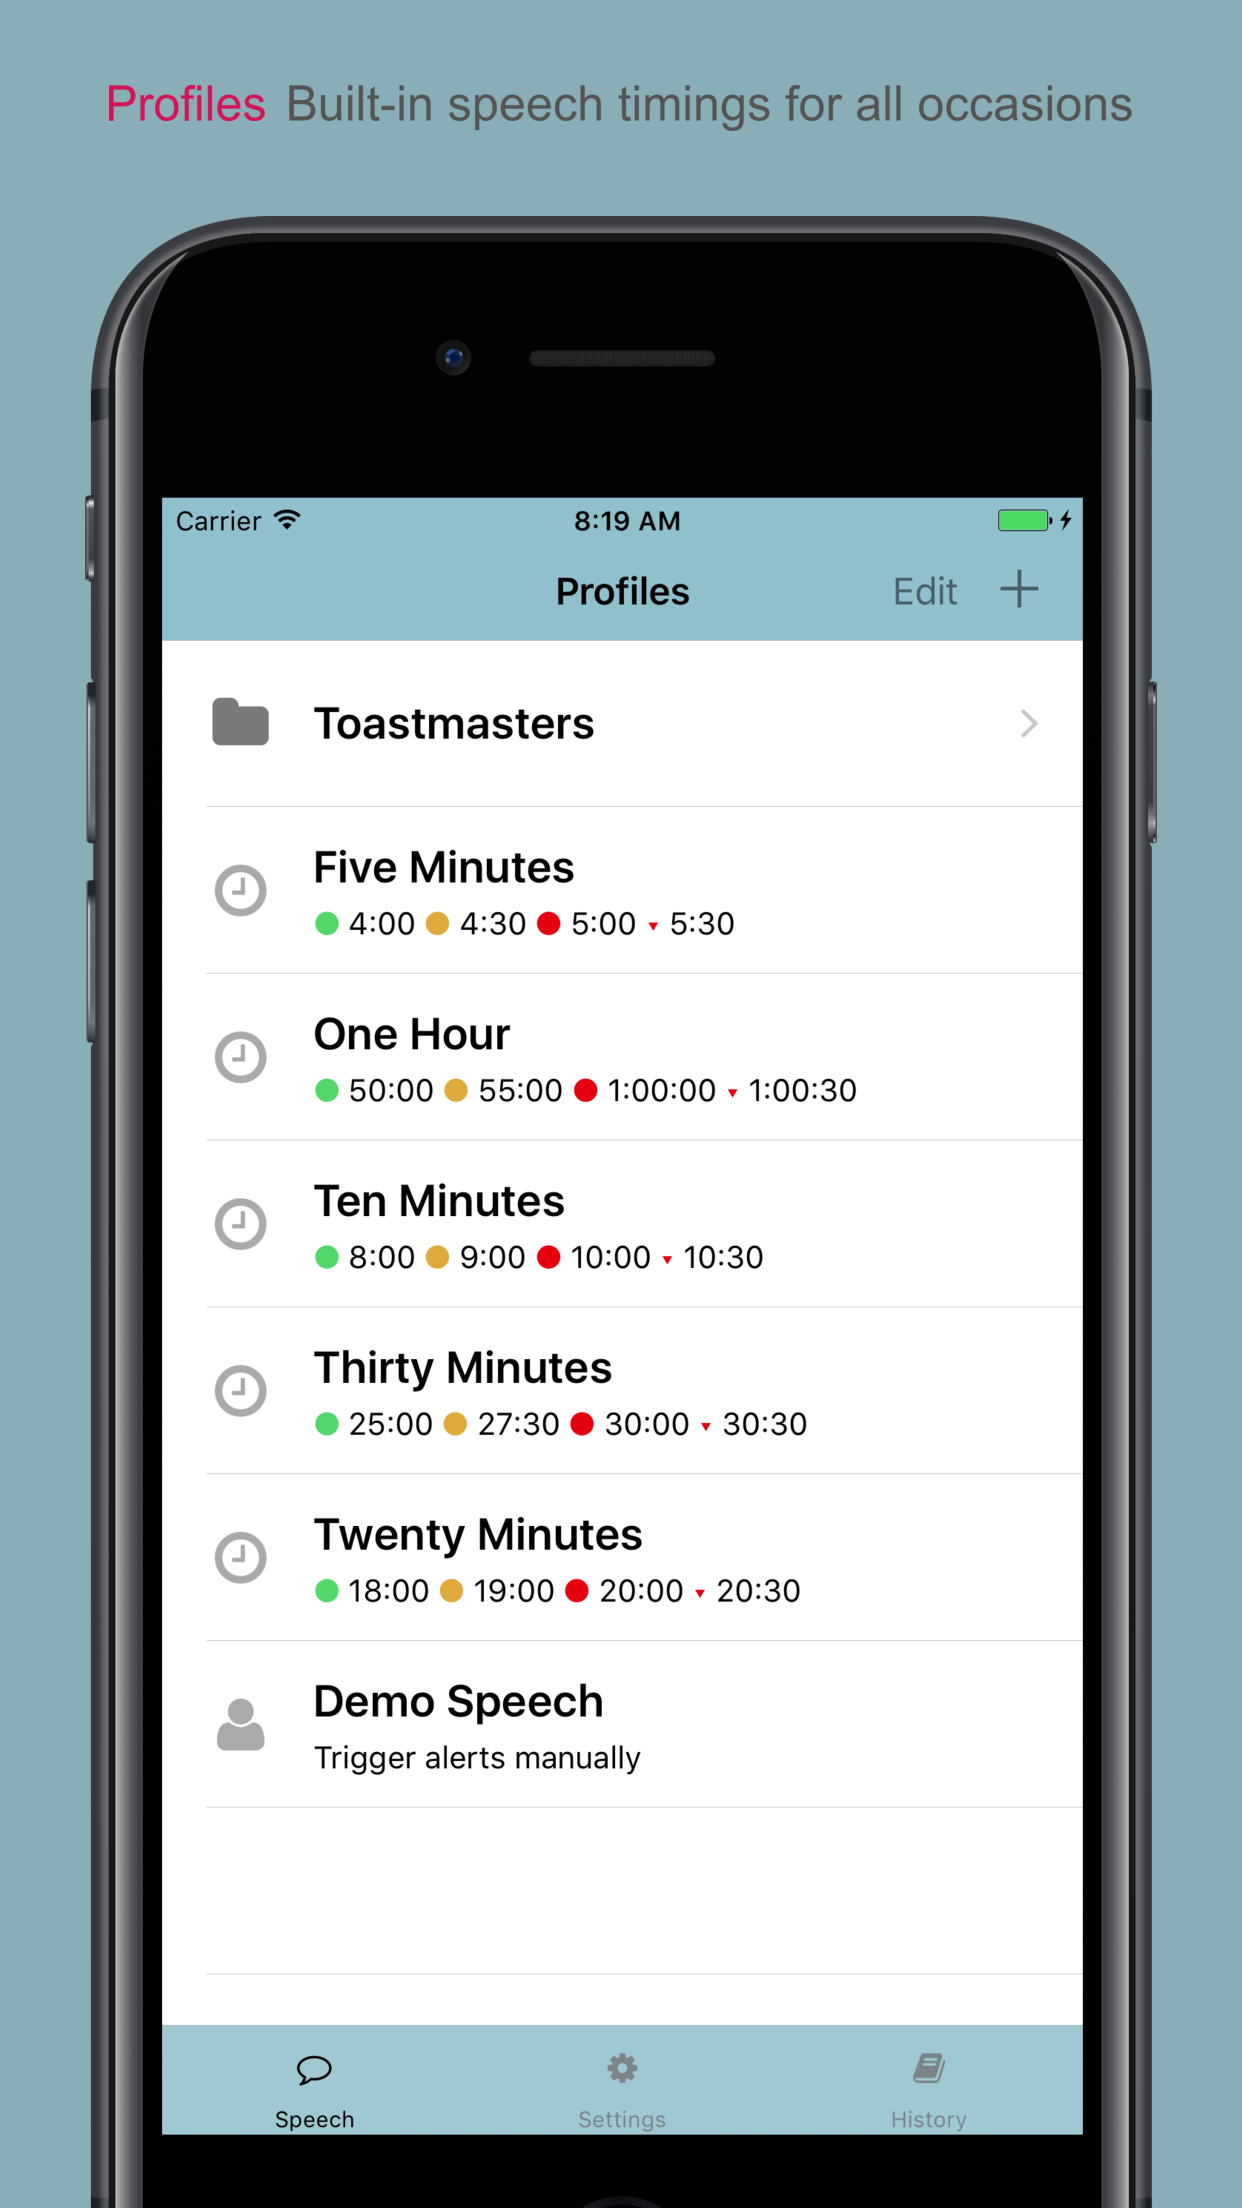 Profiles Built-in speech timings for all occasions
Carrier 8:19 AM
Profiles Edit
Toastmasters
Five Minutes
4:00 4:30 5:00 5:30
One Hour
50:00 55:00 1:00:00 1:00:30
Ten Minutes
8:00 9:00 10:00 10:30
Thirty Minutes
25:00 27:30 30:00 30:30
Twenty Minutes
18:00 19:00 20:00 20:30
Demo Speech
Trigger alerts manually
Speech Settings History